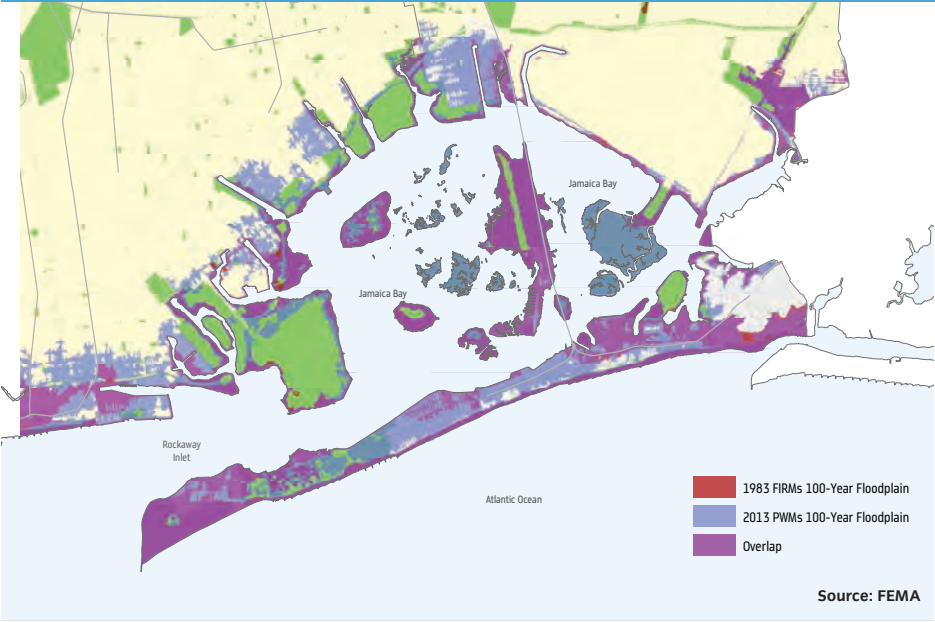 Jamaica Bay
Jamaica Bay
Rockaway
Inlet
Atlantic Ocean
1983 FIRMs 100-Year Floodplain
2013 PWMs 100-Year Floodplain
Overlap
Source: FEMA